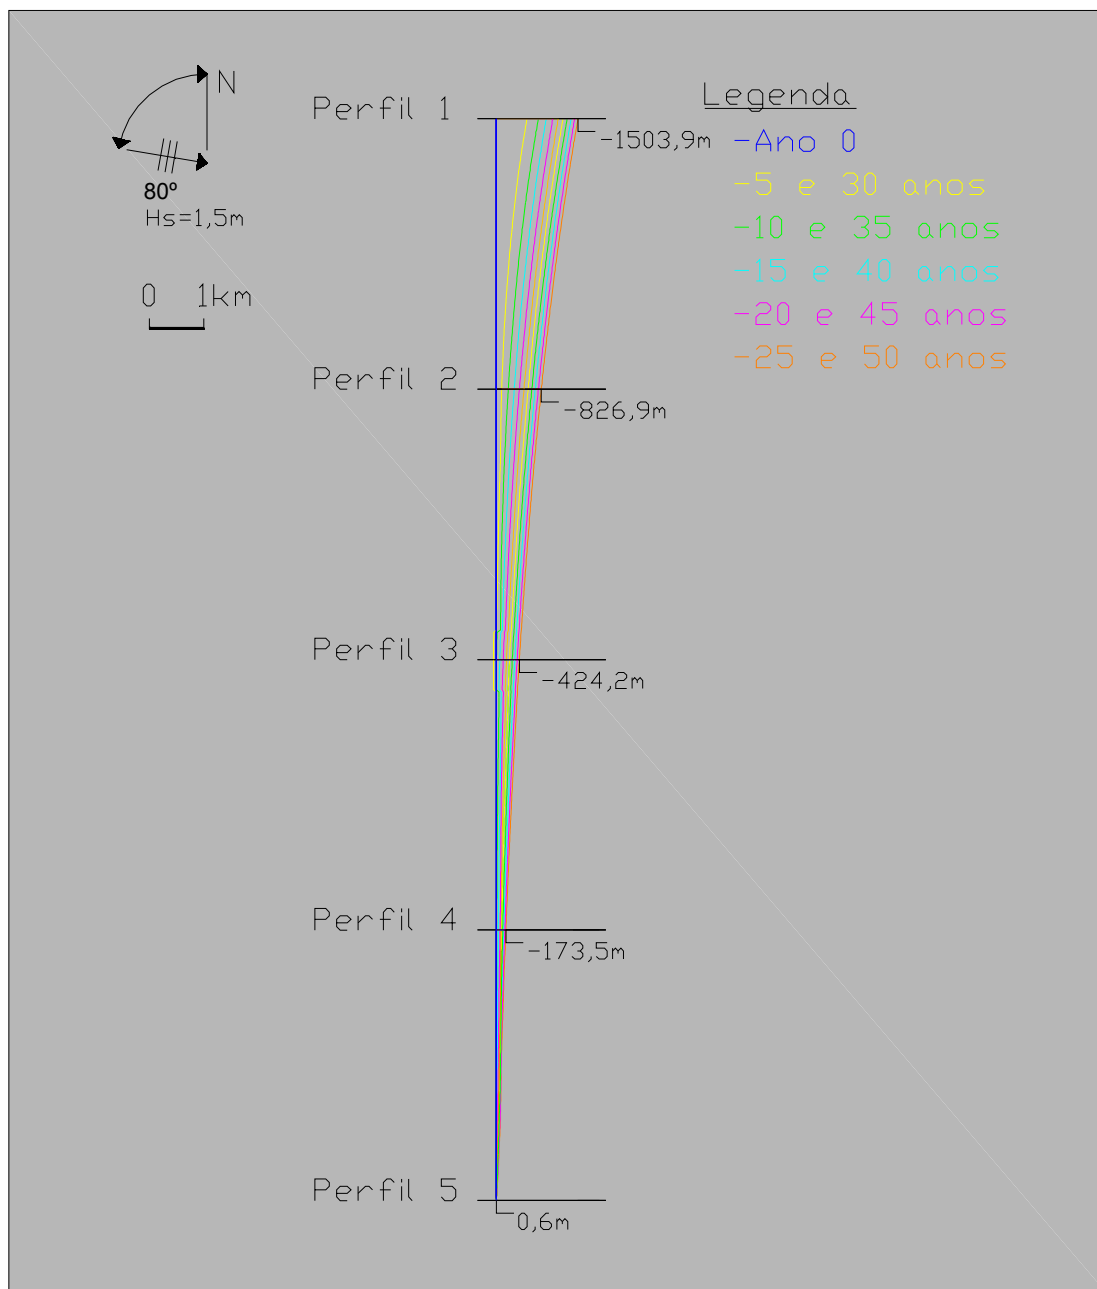 N
80º
Hs=1,5m
0 1km
Perfil 1
-1503,9m
Legenda
-Ano 0
-5 e 30 anos
-10 e 35 anos
-15 e 40 anos
-20 e 45 anos
-25 e 50 anos
Perfil 2
-826,9m
Perfil 3
-424,2m
Perfil 4
-173,5m
Perfil 5
0,6m